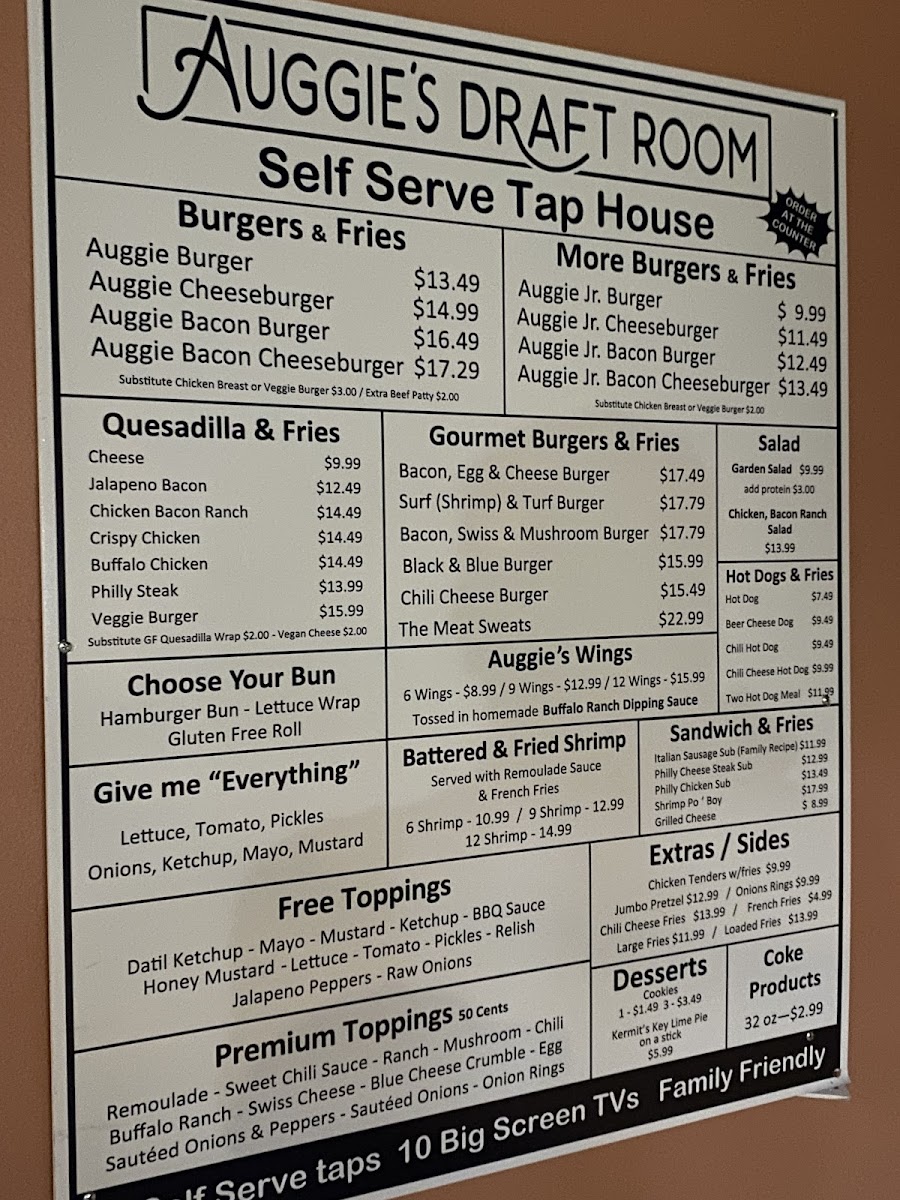 AUGGIE'S DRAFT ROOM
Self Serve Tap House
ORDER
AT THE
COUNTER
Burgers & Fries
Auggie Burger $13.49
Auggie Cheeseburger $14.99
Auggie Bacon Burger $16.49
Auggie Bacon Cheeseburger $17.29
Substitute Chicken Breast or Veggie Burger $3.00 / Extra Beef Patty $2.00
More Burgers & Fries
Auggie Jr. Burger $ 9.99
Auggie Jr. Cheeseburger $11.49
Auggie Jr. Bacon Burger $12.49
Auggie Jr. Bacon Cheeseburger $13.49
Substitute Chicken Breast or Veggie Burger $2.00
Quesadilla & Fries
Cheese $9.99
Jalapeno Bacon $12.49
Chicken Bacon Ranch $14.49
Crispy Chicken $14.49
Buffalo Chicken $14.49
Philly Steak $13.99
Veggie Burger $15.99
Substitute GF Quesadilla Wrap $2.00 - Vegan Cheese $2.00
Gourmet Burgers & Fries
Bacon, Egg & Cheese Burger $17.49
Surf (Shrimp) & Turf Burger $17.79
Bacon, Swiss & Mushroom Burger $17.79
Black & Blue Burger $15.99
Chili Cheese Burger $15.49
The Meat Sweats $22.99
Salad
Garden Salad $9.99
add protein $3.00
Chicken, Bacon Ranch
Salad
$13.99
Hot Dogs & Fries
Hot Dog $7.49
Beer Cheese Dog $9.49
Chili Hot Dog $9.49
Chili Cheese Hot Dog $9.99
Two Hot Dog Meal $11.99
Choose Your Bun
Hamburger Bun - Lettuce Wrap
Gluten Free Roll
Auggie's Wings
6 Wings - $8.99 / 9 Wings - $12.99 / 12 Wings - $15.99
Tossed in homemade Buffalo Ranch Dipping Sauce
Give me "Everything"
Lettuce, Tomato, Pickles
Onions, Ketchup, Mayo, Mustard
Battered & Fried Shrimp
Served with Remoulade Sauce
& French Fries
6 Shrimp - 10.99 / 9 Shrimp - 12.99
12 Shrimp - 14.99
Sandwich & Fries
Italian Sausage Sub (Family Recipe) $11.99
Philly Cheese Steak Sub $12.99
Philly Chicken Sub $13.49
Shrimp Po ' Boy $17.99
Grilled Cheese $ 8.99
Free Toppings
Datil Ketchup - Mayo - Mustard - Ketchup - BBQ Sauce
Honey Mustard - Lettuce - Tomato - Pickles - Relish
Jalapeno Peppers - Raw Onions
Extras / Sides
Chicken Tenders w/fries $9.99
Jumbo Pretzel $12.99 / Onions Rings $9.99
Chili Cheese Fries $13.99 / French Fries $4.99
Large Fries $11.99 / Loaded Fries $13.99
Premium Toppings 50 Cents
Remoulade - Sweet Chili Sauce - Ranch - Mushroom - Chili
Buffalo Ranch - Swiss Cheese - Blue Cheese Crumble - Egg
Sautéed Onions & Peppers - Sautéed Onions - Onion Rings
Desserts
Cookies
1 - $1.49 3 - $3.49
Kermit's Key Lime Pie
on a stick
$5.99
Coke
Products
32 oz—$2.99
Self Serve taps 10 Big Screen TVs Family Friendly